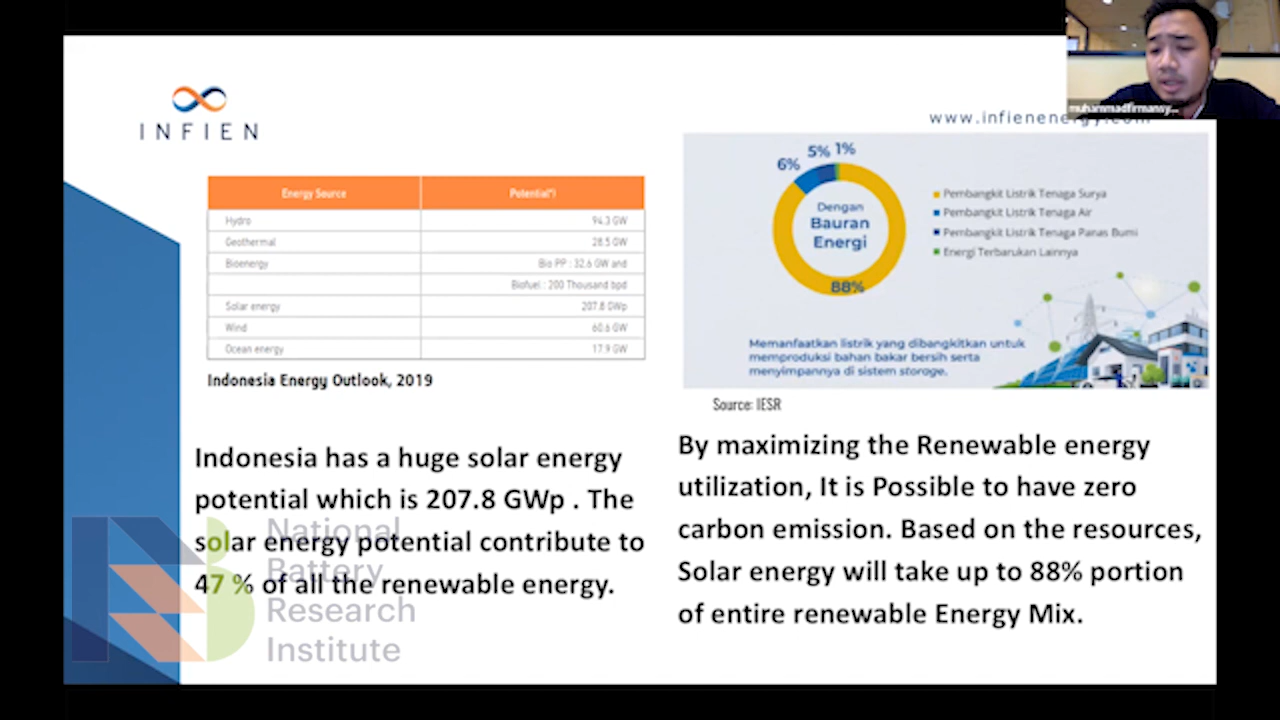 INFIEN
www.infienenergy.com
Energy Source Potential*)
Hydro 94.3 GW
Geothermal 28.5 GW
Bioenergy Bio PP : 32.6 GW and
Biofuel : 200 Thousand bpd
Solar energy 207.8 GWp
Wind 60.6 GW
Ocean energy 17.9 GW
Indonesia Energy Outlook, 2019
6% 5% 1%
Dengan
Bauran
Energi
88%
Pembangkit Listrik Tenaga Surya
Pembangkit Listrik Tenaga Air
Pembangkit Listrik Tenaga Panas Bumi
Energi Terbarukan Lainnya
Memanfaatkan listrik yang dibangkitkan untuk
memproduksi bahan bakar bersih serta
menyimpannya di sistem storage.
Source: IESR
Indonesia has a huge solar energy
potential which is 207.8 GWp . The
solar energy potential contribute to
47 % of all the renewable energy.
By maximizing the Renewable energy
utilization, It is Possible to have zero
carbon emission. Based on the resources,
Solar energy will take up to 88% portion
of entire renewable Energy Mix.
National
Battery
Research
Institute